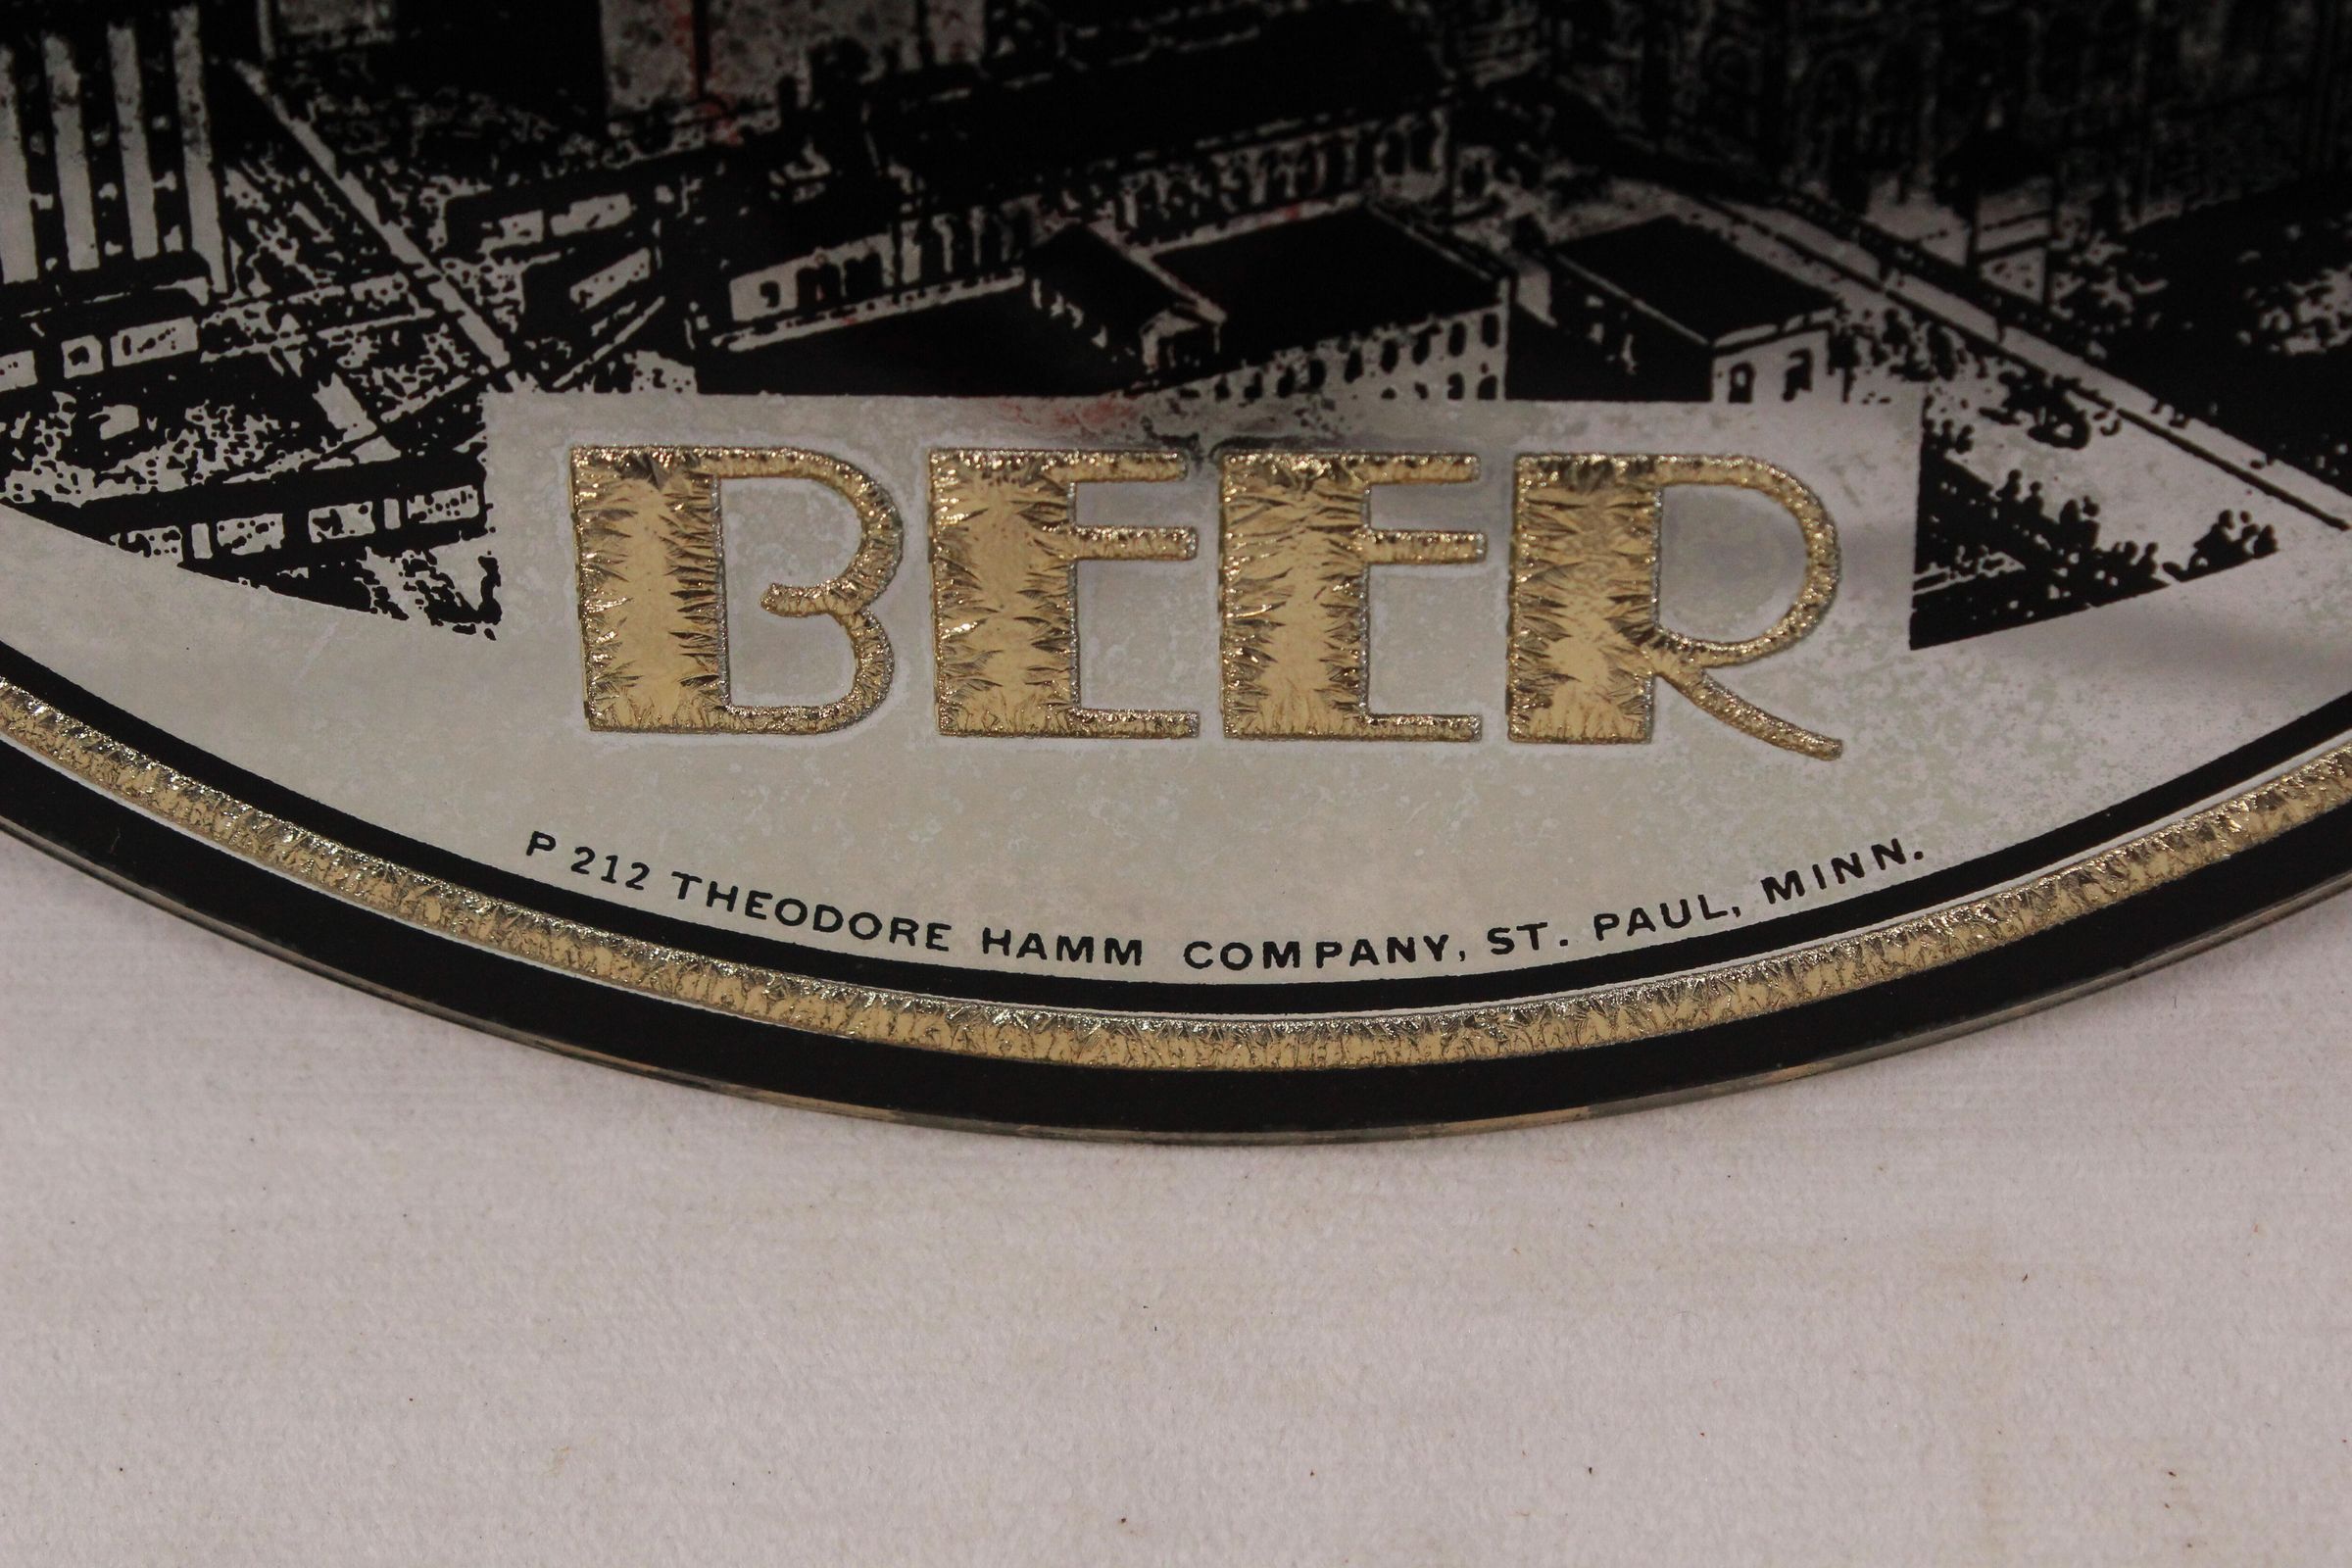 BEER
P 212 THEODORE HAMM COMPANY, ST. PAUL, MINN.